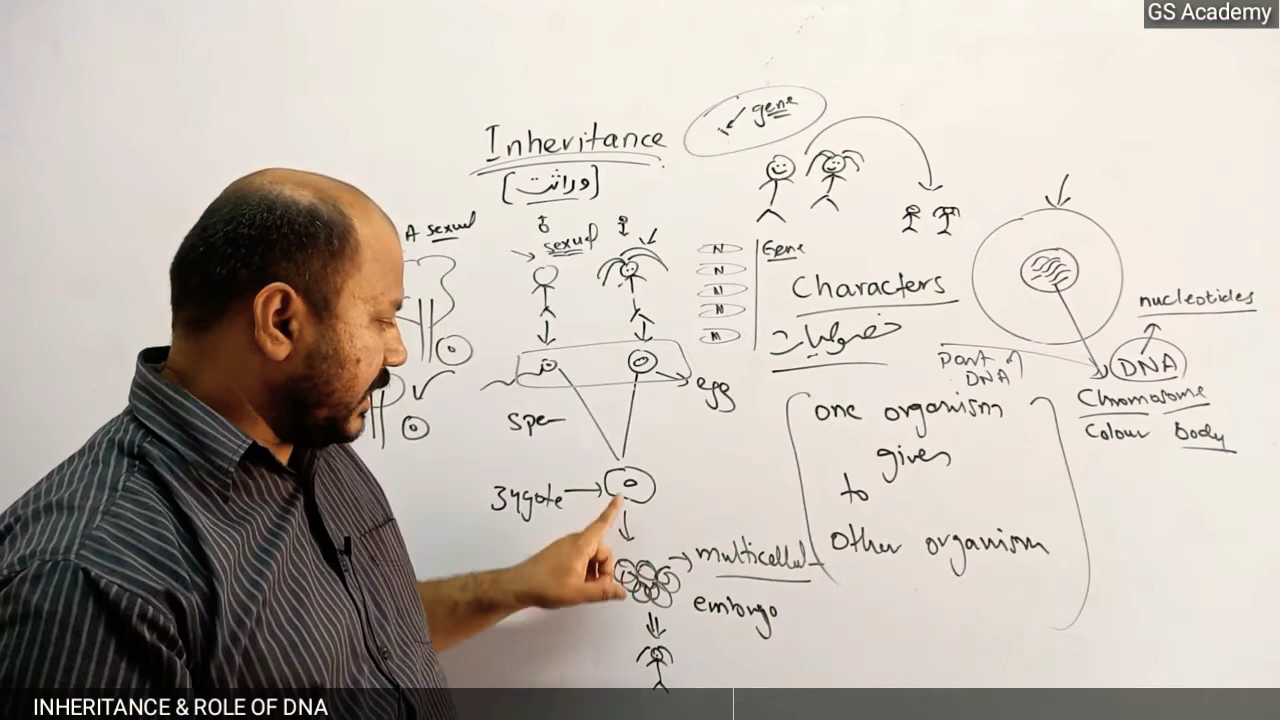 GS Academy
gene
Inheritance
[وراثت]
A sexual
sexual
N
N
N
N
N
Gene
Characters
خصوصیات
nucleotides
DNA
part of
DNA
Chromosome
Colour Body
egg
spe
one organism
gives
to
other organism
zygote
multicellul
embryo
INHERITANCE & ROLE OF DNA